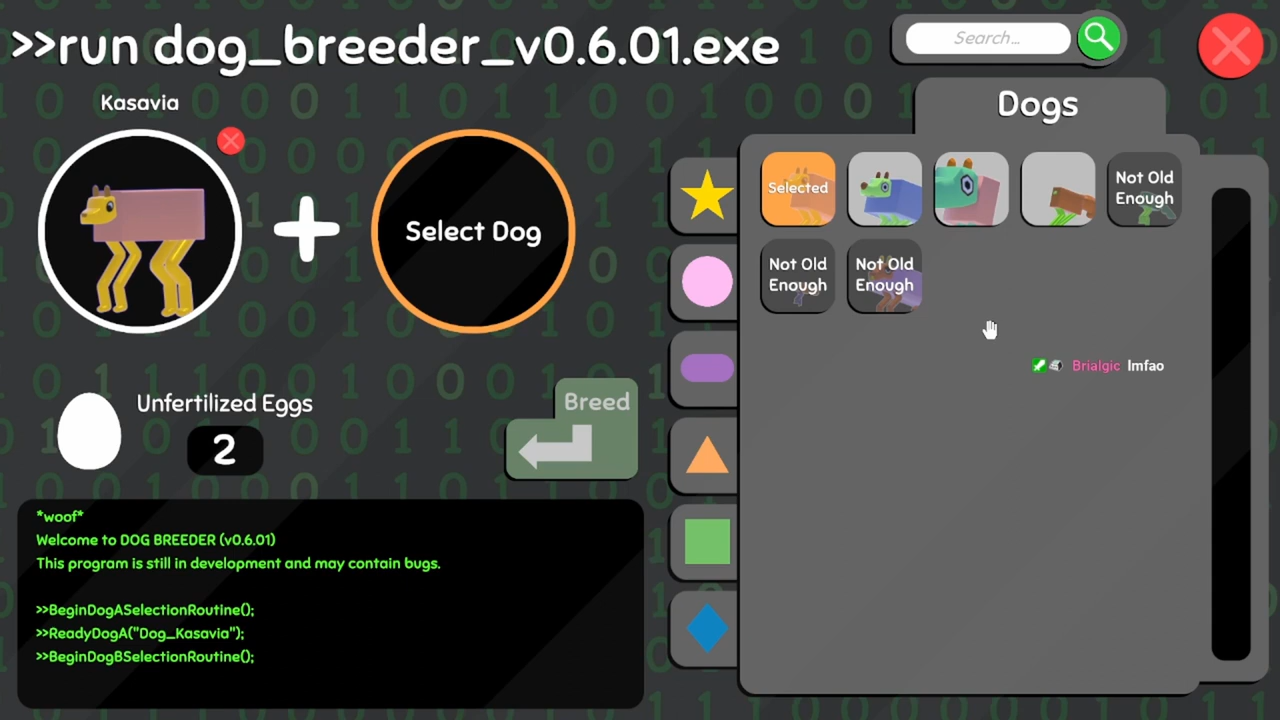 >>run dog_breeder_v0.6.01.exe
Search...
Kasavia
Dogs
Selected
Not Old
Enough
Select Dog
Not Old
Enough
Not Old
Enough
Brialgic lmfao
Unfertilized Eggs
2
Breed
*woof*
Welcome to DOG BREEDER (v0.6.01)
This program is still in development and may contain bugs.
>>BeginDogASelectionRoutine();
>>ReadyDogA("Dog_Kasavia");
>>BeginDogBSelectionRoutine();